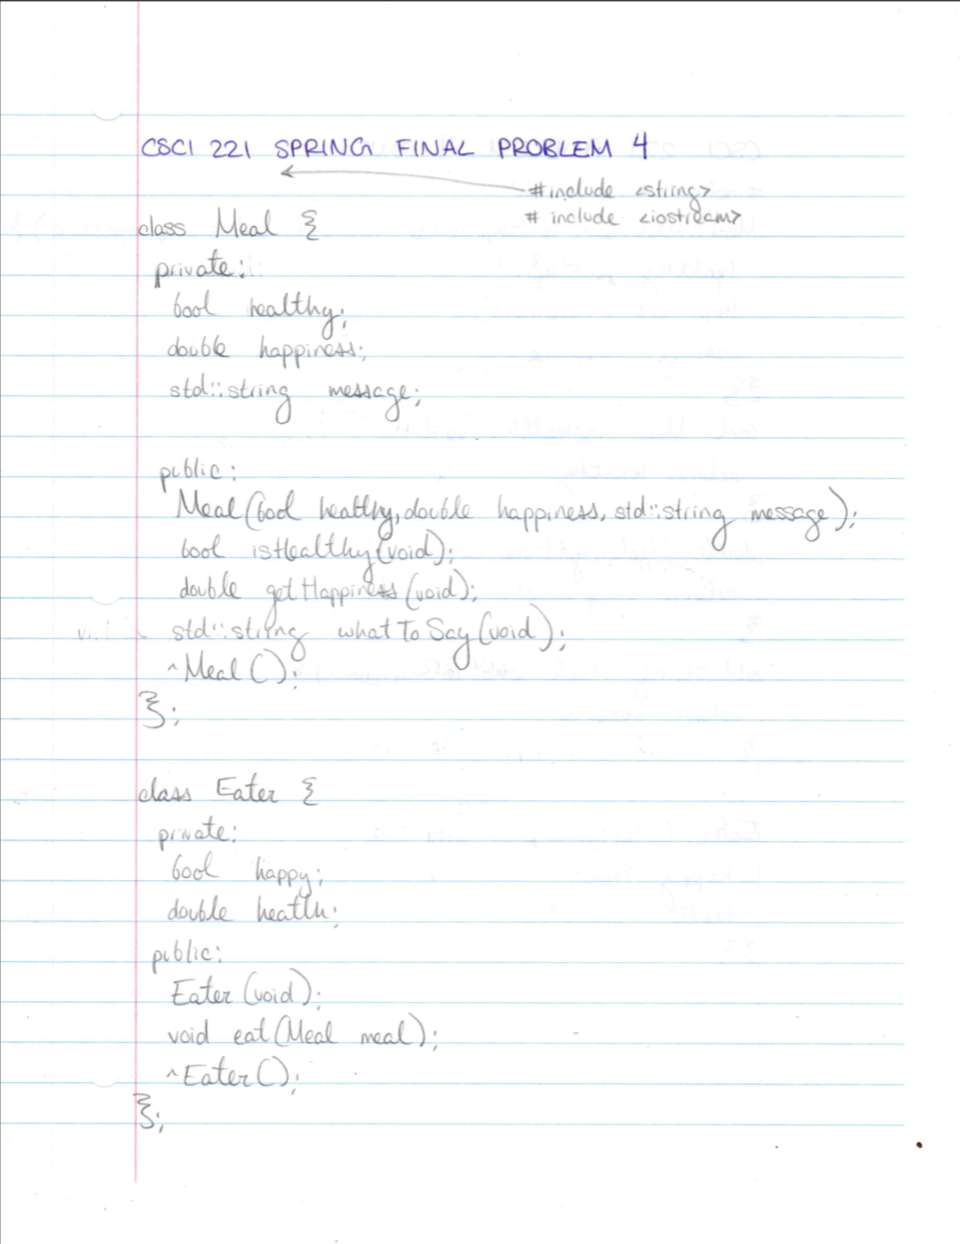 CSCI 221 SPRING FINAL PROBLEM 4
#include <string>
# include <iostream>
class Meal {
private:
bool healthy;
double happiness;
std::string message;
public:
Meal(bool healthy, double happiness, std::string message);
bool isHealthy(void);
double getHappiness(void);
std::string whatToSay(void);
~Meal();
};
class Eater {
private:
bool happy;
double health;
public:
Eater(void);
void eat(Meal meal);
~Eater();
};